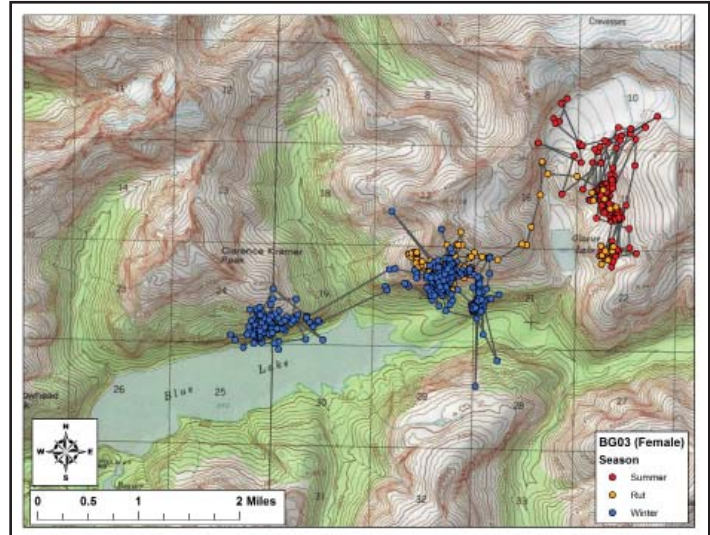 Crevasses
11
12
7
8
9
10
14
13
18
17
16
Glacier
Lake
Clarence Kramer
Peak
23
24
19
21
22
Blue Lake
26
25
30
29
28
27
31
32
33
N
W E
S
0 0.5 1 2 Miles
BG03 (Female)
Season
Summer
Rut
Winter